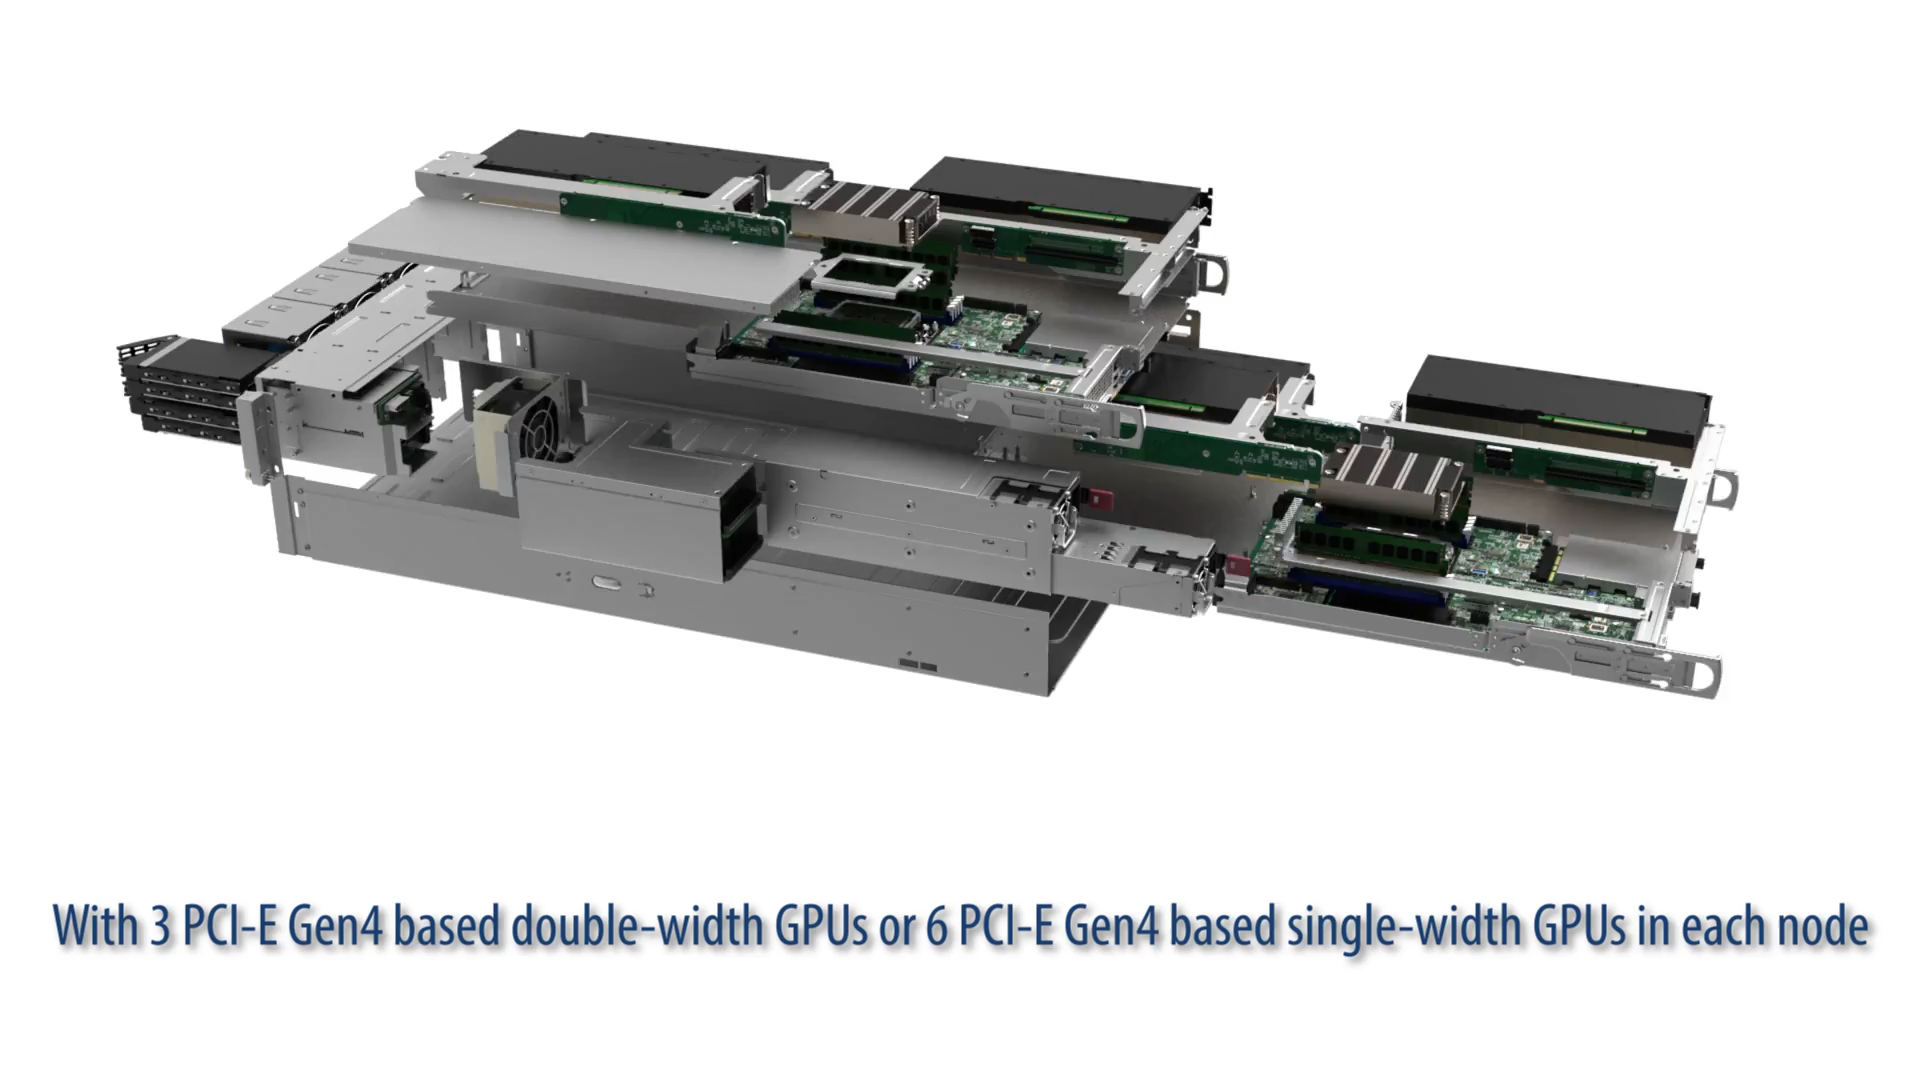 With 3 PCI-E Gen4 based double-width GPUs or 6 PCI-E Gen4 based single-width GPUs in each node